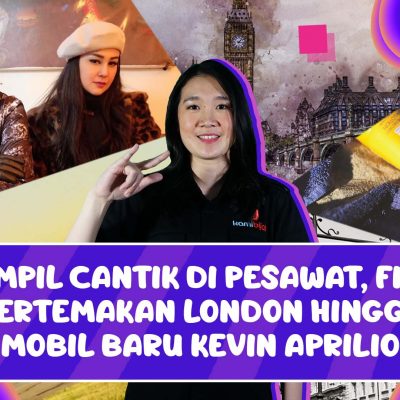 MPIL CANTIK DI PESAWAT, FI
ERTEMAKAN LONDON HINGG
MOBIL BARU KEVIN APRILIO